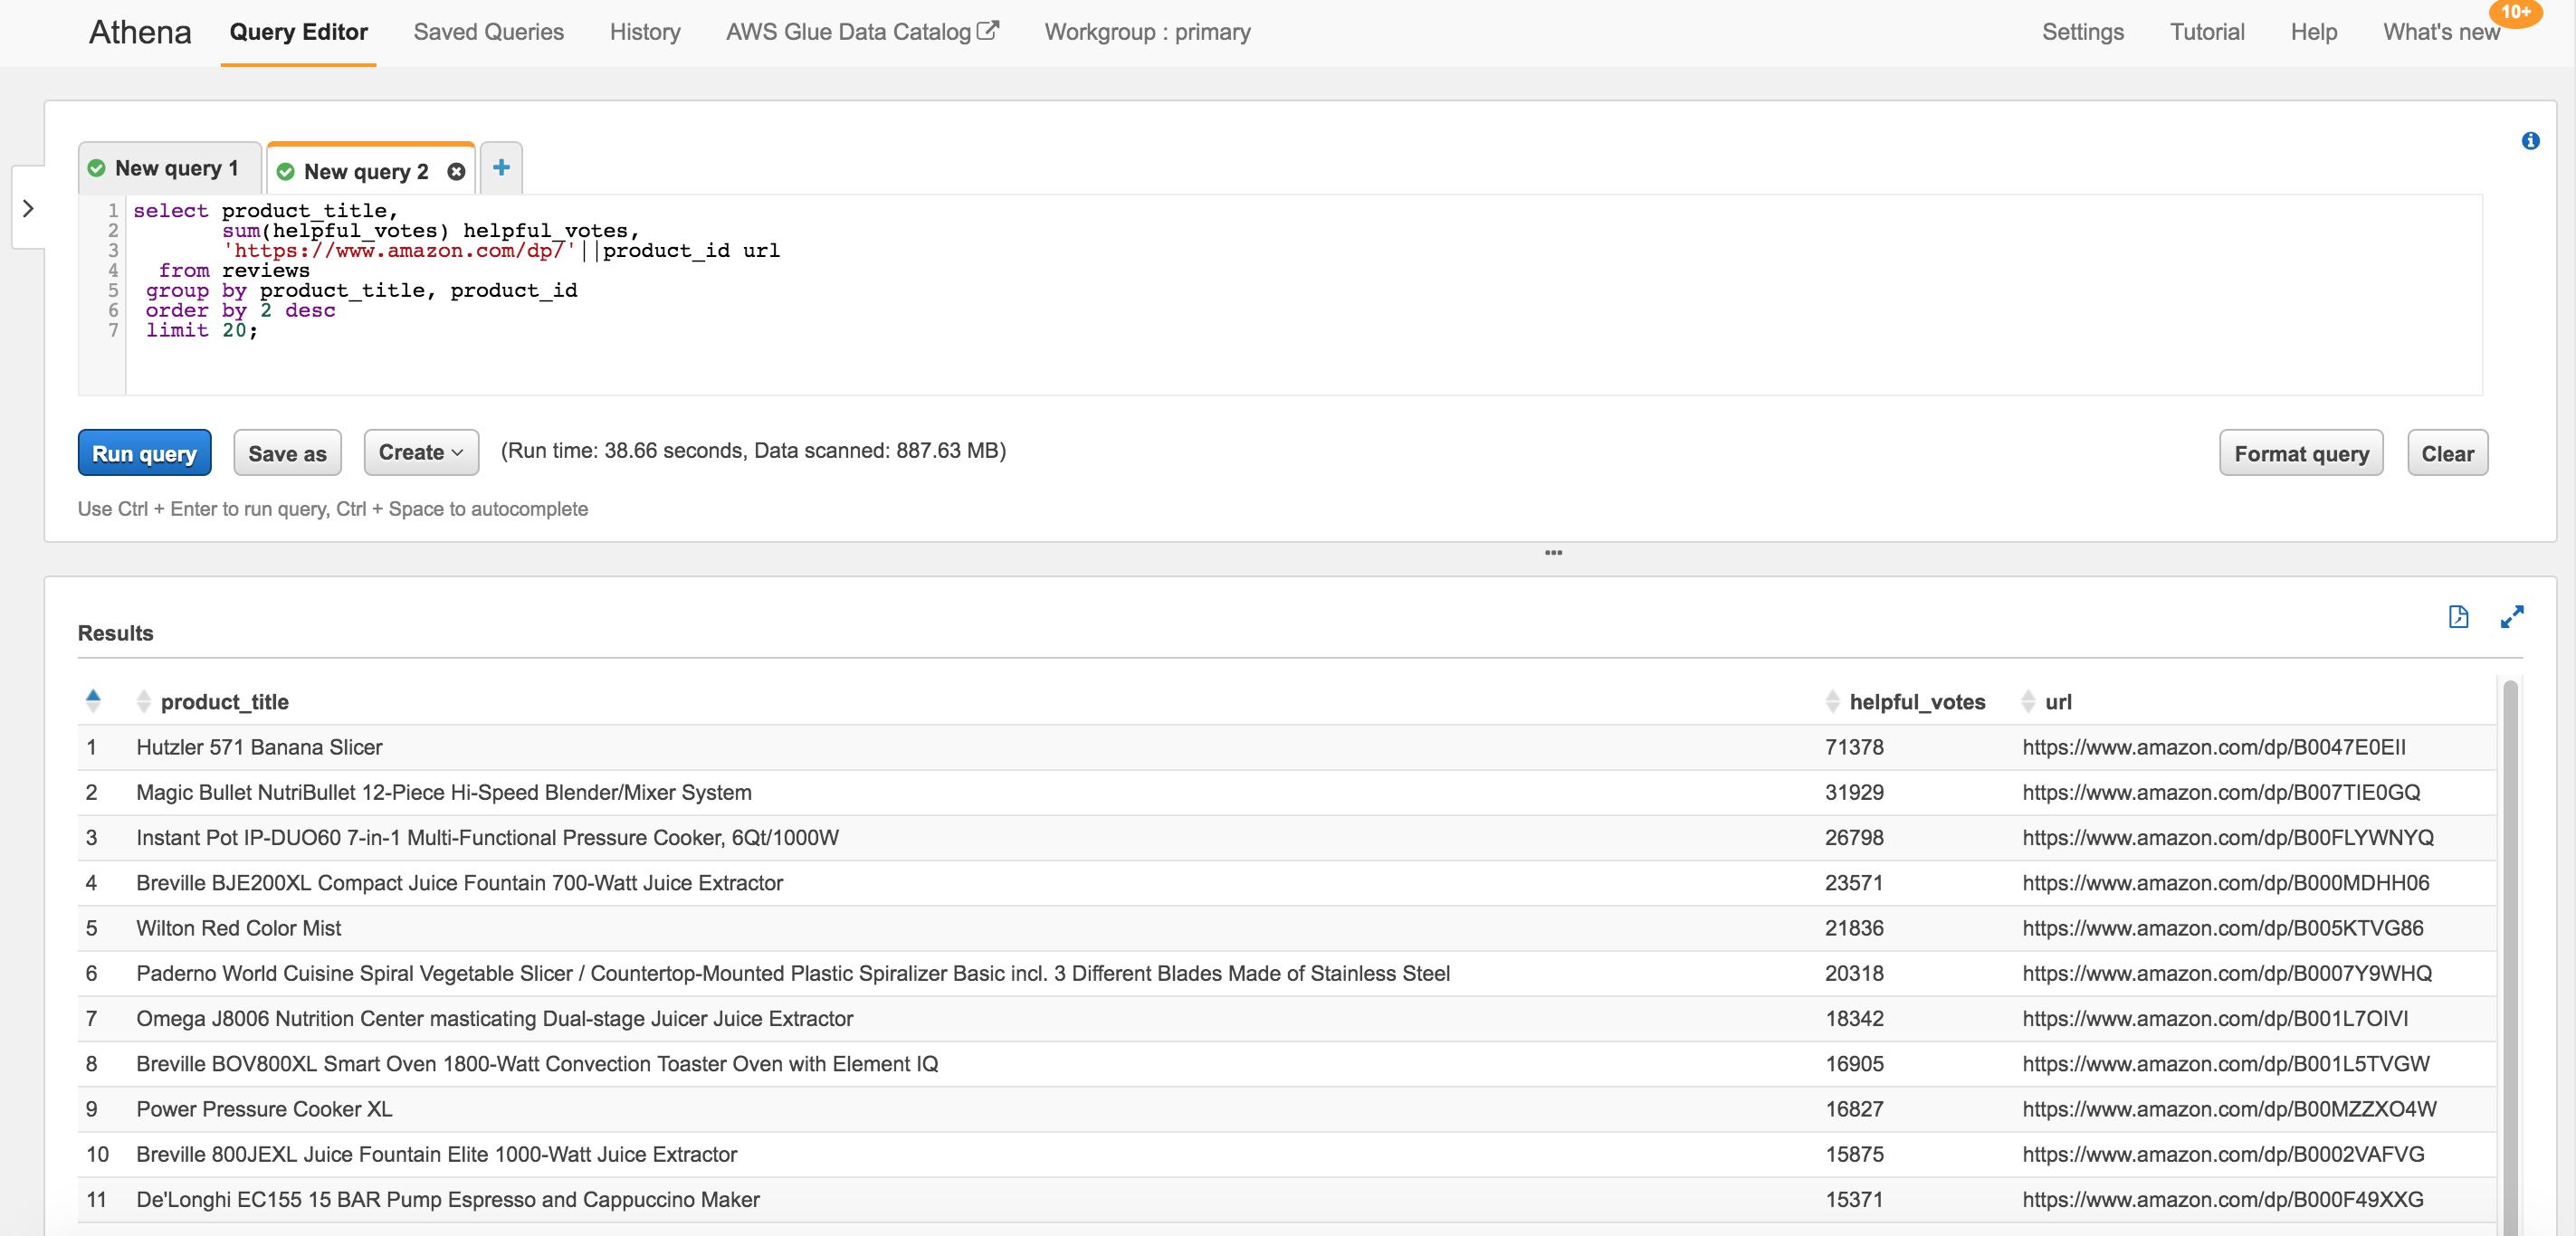 Athena Query Editor Saved Queries History AWS Glue Data Catalog Workgroup : primary Settings Tutorial Help What's new 10+
New query 1 New query 2
1 select product_title,
2 sum(helpful_votes) helpful_votes,
3 'https://www.amazon.com/dp/'||product_id url
4 from reviews
5 group by product_title, product_id
6 order by 2 desc
7 limit 20;
Run query Save as Create (Run time: 38.66 seconds, Data scanned: 887.63 MB) Format query Clear
Use Ctrl + Enter to run query, Ctrl + Space to autocomplete
Results
product_title helpful_votes url
1 Hutzler 571 Banana Slicer 71378 https://www.amazon.com/dp/B0047E0EII
2 Magic Bullet NutriBullet 12-Piece Hi-Speed Blender/Mixer System 31929 https://www.amazon.com/dp/B007TIE0GQ
3 Instant Pot IP-DUO60 7-in-1 Multi-Functional Pressure Cooker, 6Qt/1000W 26798 https://www.amazon.com/dp/B00FLYWNYQ
4 Breville BJE200XL Compact Juice Fountain 700-Watt Juice Extractor 23571 https://www.amazon.com/dp/B000MDHH06
5 Wilton Red Color Mist 21836 https://www.amazon.com/dp/B005KTVG86
6 Paderno World Cuisine Spiral Vegetable Slicer / Countertop-Mounted Plastic Spiralizer Basic incl. 3 Different Blades Made of Stainless Steel 20318 https://www.amazon.com/dp/B0007Y9WHQ
7 Omega J8006 Nutrition Center masticating Dual-stage Juicer Juice Extractor 18342 https://www.amazon.com/dp/B001L7OIVI
8 Breville BOV800XL Smart Oven 1800-Watt Convection Toaster Oven with Element IQ 16905 https://www.amazon.com/dp/B001L5TVGW
9 Power Pressure Cooker XL 16827 https://www.amazon.com/dp/B00MZZXO4W
10 Breville 800JEXL Juice Fountain Elite 1000-Watt Juice Extractor 15875 https://www.amazon.com/dp/B0002VAFVG
11 De'Longhi EC155 15 BAR Pump Espresso and Cappuccino Maker 15371 https://www.amazon.com/dp/B000F49XXG